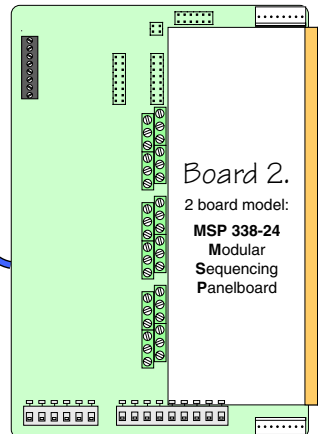 Board 2.
2 board model:
MSP 338-24
Modular
Sequencing
Panelboard